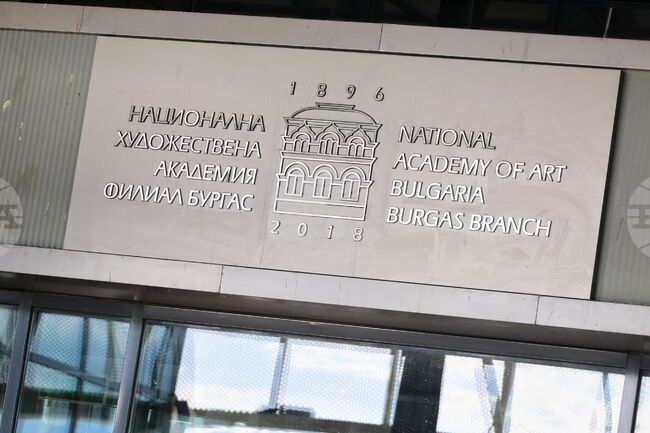 1896
НАЦИОНАЛНА
ХУДОЖЕСТВЕНА
АКАДЕМИЯ
ФИЛИАЛ БУРГАС
NATIONAL
ACADEMY OF ART
BULGARIA
BURGAS BRANCH
2018